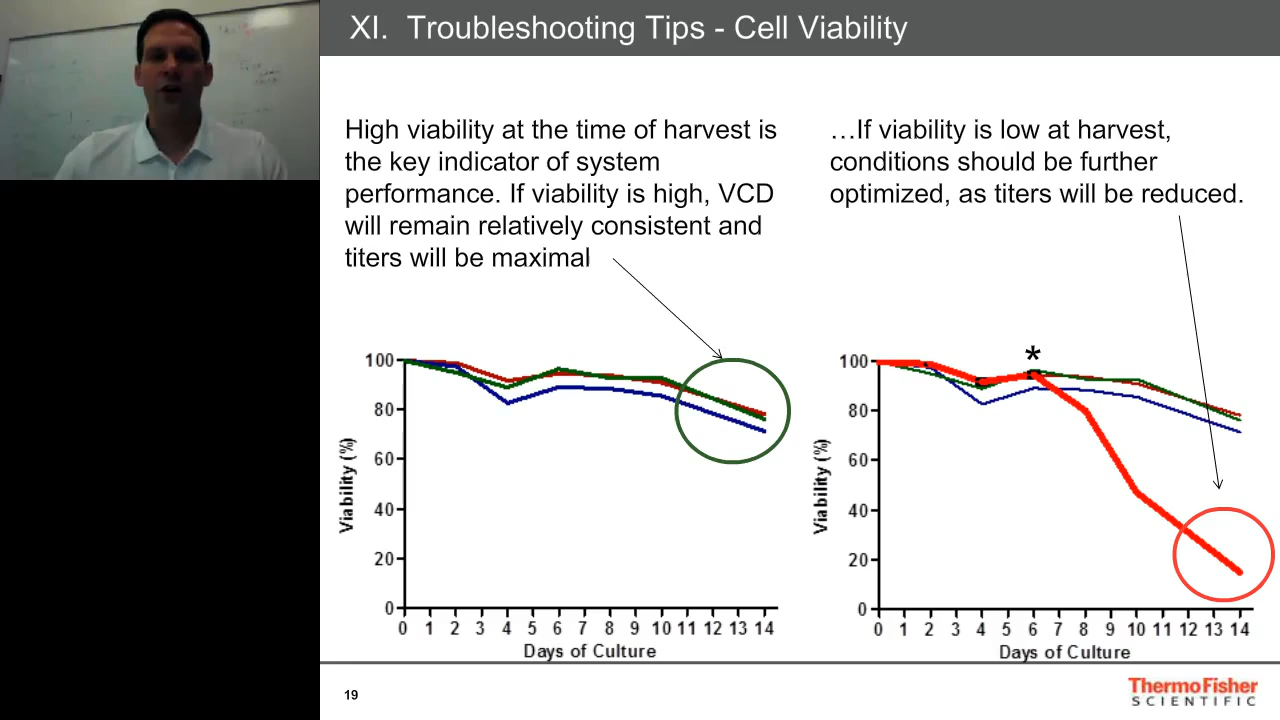 XI. Troubleshooting Tips - Cell Viability
High viability at the time of harvest is
the key indicator of system
performance. If viability is high, VCD
will remain relatively consistent and
titers will be maximal
…If viability is low at harvest,
conditions should be further
optimized, as titers will be reduced.
100
80
60
40
20
0
Viability (%)
0 1 2 3 4 5 6 7 8 9 10 11 12 13 14
Days of Culture
*
100
80
60
40
20
0
Viability (%)
0 1 2 3 4 5 6 7 8 10 11 12 13 14
Days of Culture
19
ThermoFisher
SCIENTIFIC